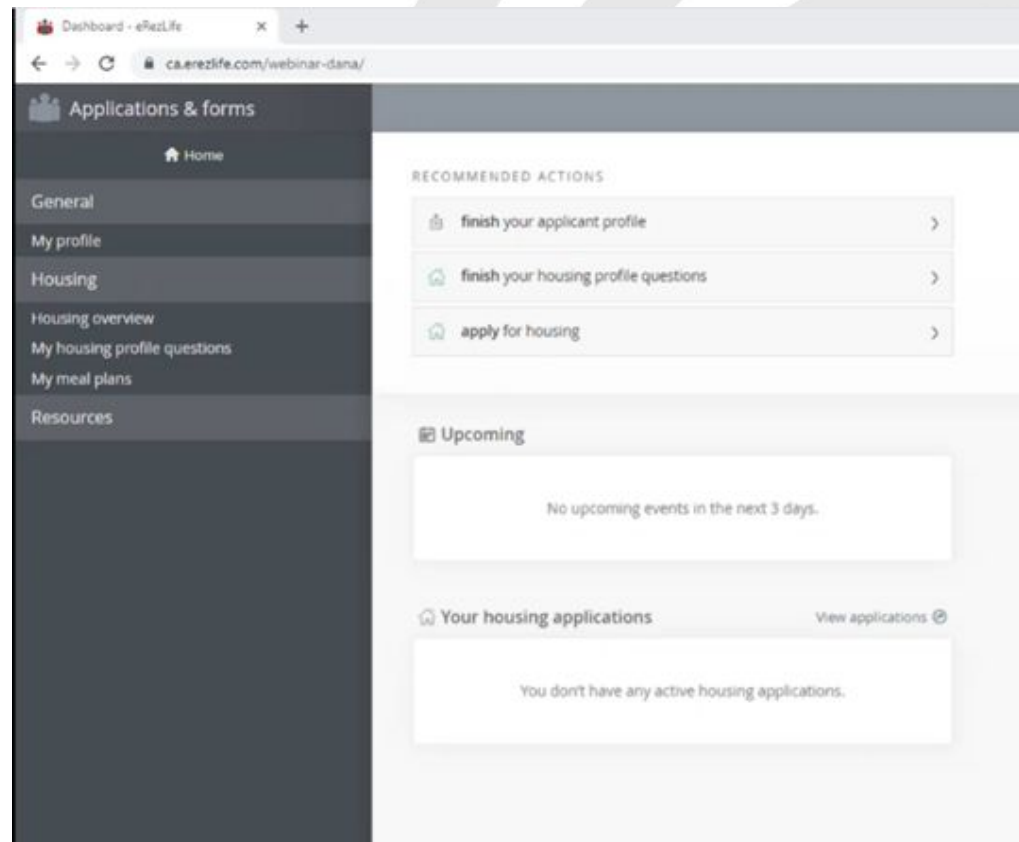 Dashboard - eRezLife
ca.erezlife.com/webinar-dana/
Applications & forms
Home
General
My profile
Housing
Housing overview
My housing profile questions
My meal plans
Resources
RECOMMENDED ACTIONS
finish your applicant profile
finish your housing profile questions
apply for housing
Upcoming
No upcoming events in the next 3 days.
Your housing applications View applications
You don't have any active housing applications.